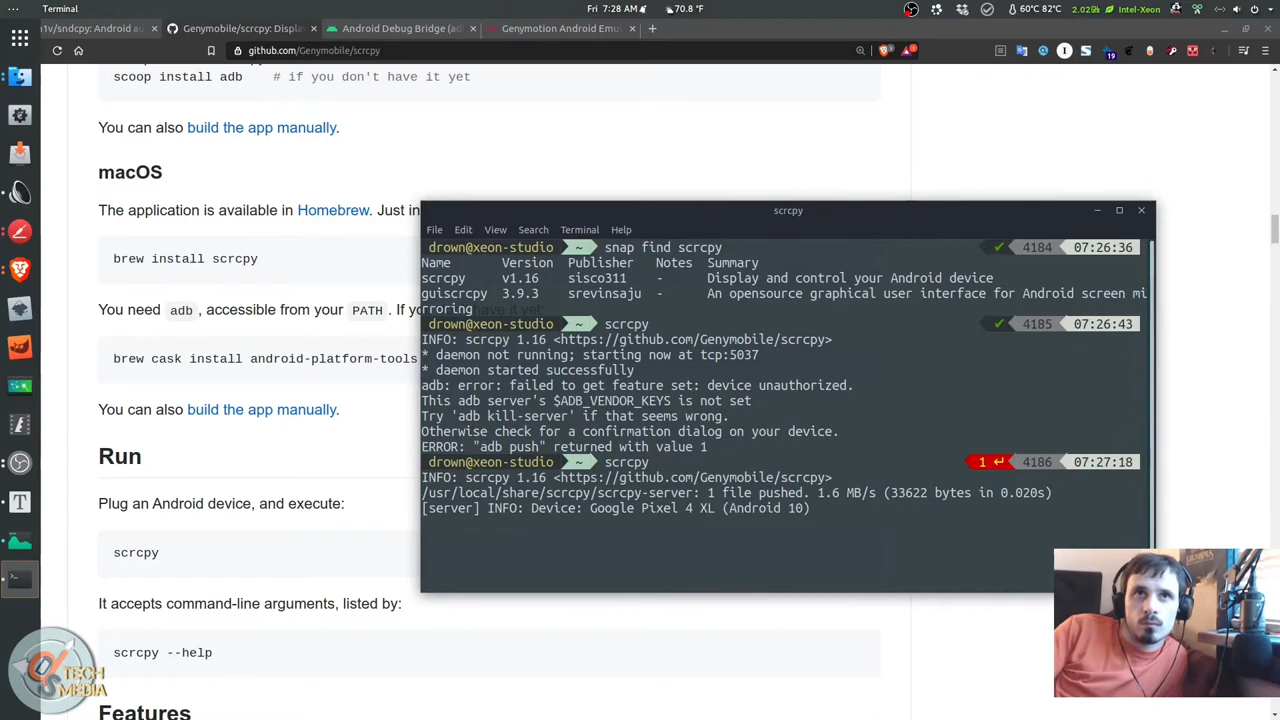 Terminal
Fri 7:28 AM
70.8 °F
60°C 82°C
2.02
Intel-Xeon
1v/sndcpy: Android au
Genymobile/scrcpy: Displa
Android Debug Bridge (ad
Genymotion Android Emul
github.com/Genymobile/scrcpy
scoop install adb    # if you don't have it yet
You can also build the app manually.
macOS
The application is available in Homebrew. Just in
brew install scrcpy
You need adb , accessible from your PATH . If yo
brew cask install android-platform-tools
You can also build the app manually.
Run
Plug an Android device, and execute:
scrcpy
It accepts command-line arguments, listed by:
scrcpy --help
Features
scrcpy
File Edit View Search Terminal Help
drown@xeon-studio ~ snap find scrcpy ✔ 4184 07:26:36
Name Version Publisher Notes Summary
scrcpy v1.16 sisco311 - Display and control your Android device
guiscrcpy 3.9.3 srevinsaju - An opensource graphical user interface for Android screen mi
rroring
drown@xeon-studio ~ scrcpy ✔ 4185 07:26:43
INFO: scrcpy 1.16 <https://github.com/Genymobile/scrcpy>
* daemon not running; starting now at tcp:5037
* daemon started successfully
adb: error: failed to get feature set: device unauthorized.
This adb server's $ADB_VENDOR_KEYS is not set
Try 'adb kill-server' if that seems wrong.
Otherwise check for a confirmation dialog on your device.
ERROR: "adb push" returned with value 1
drown@xeon-studio ~ scrcpy 1 ↵ 4186 07:27:18
INFO: scrcpy 1.16 <https://github.com/Genymobile/scrcpy>
/usr/local/share/scrcpy/scrcpy-server: 1 file pushed. 1.6 MB/s (33622 bytes in 0.020s)
[server] INFO: Device: Google Pixel 4 XL (Android 10)
TECH
MEDIA